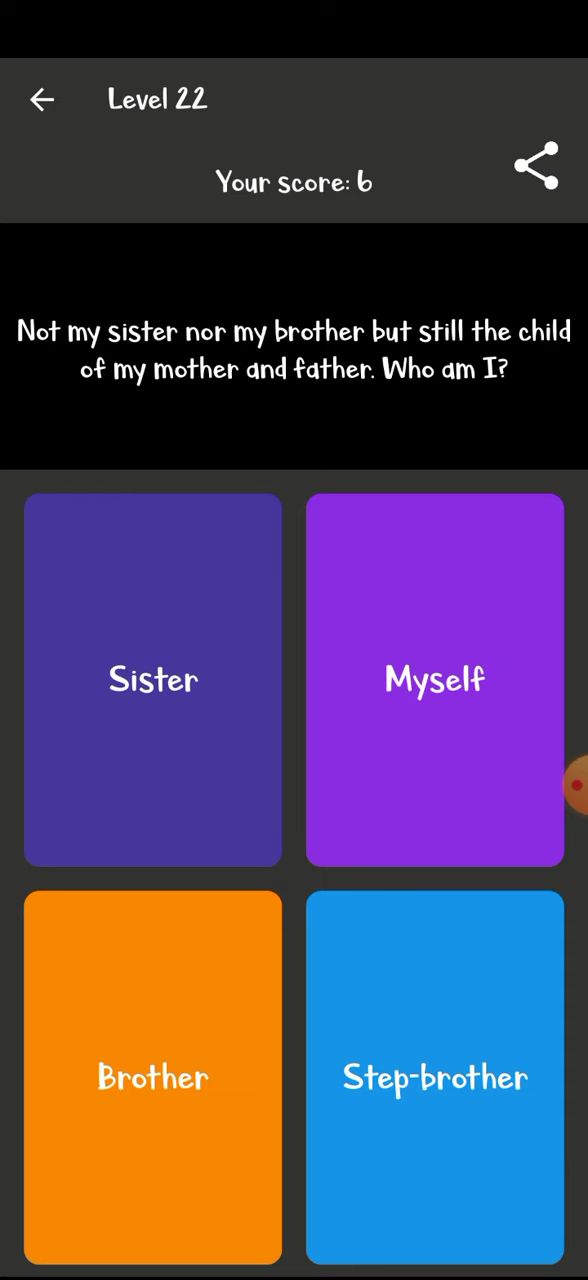 Level 22
Your score: 6
Not my sister nor my brother but still the child
of my mother and father. Who am I?
Sister
Myself
Brother
Step-brother